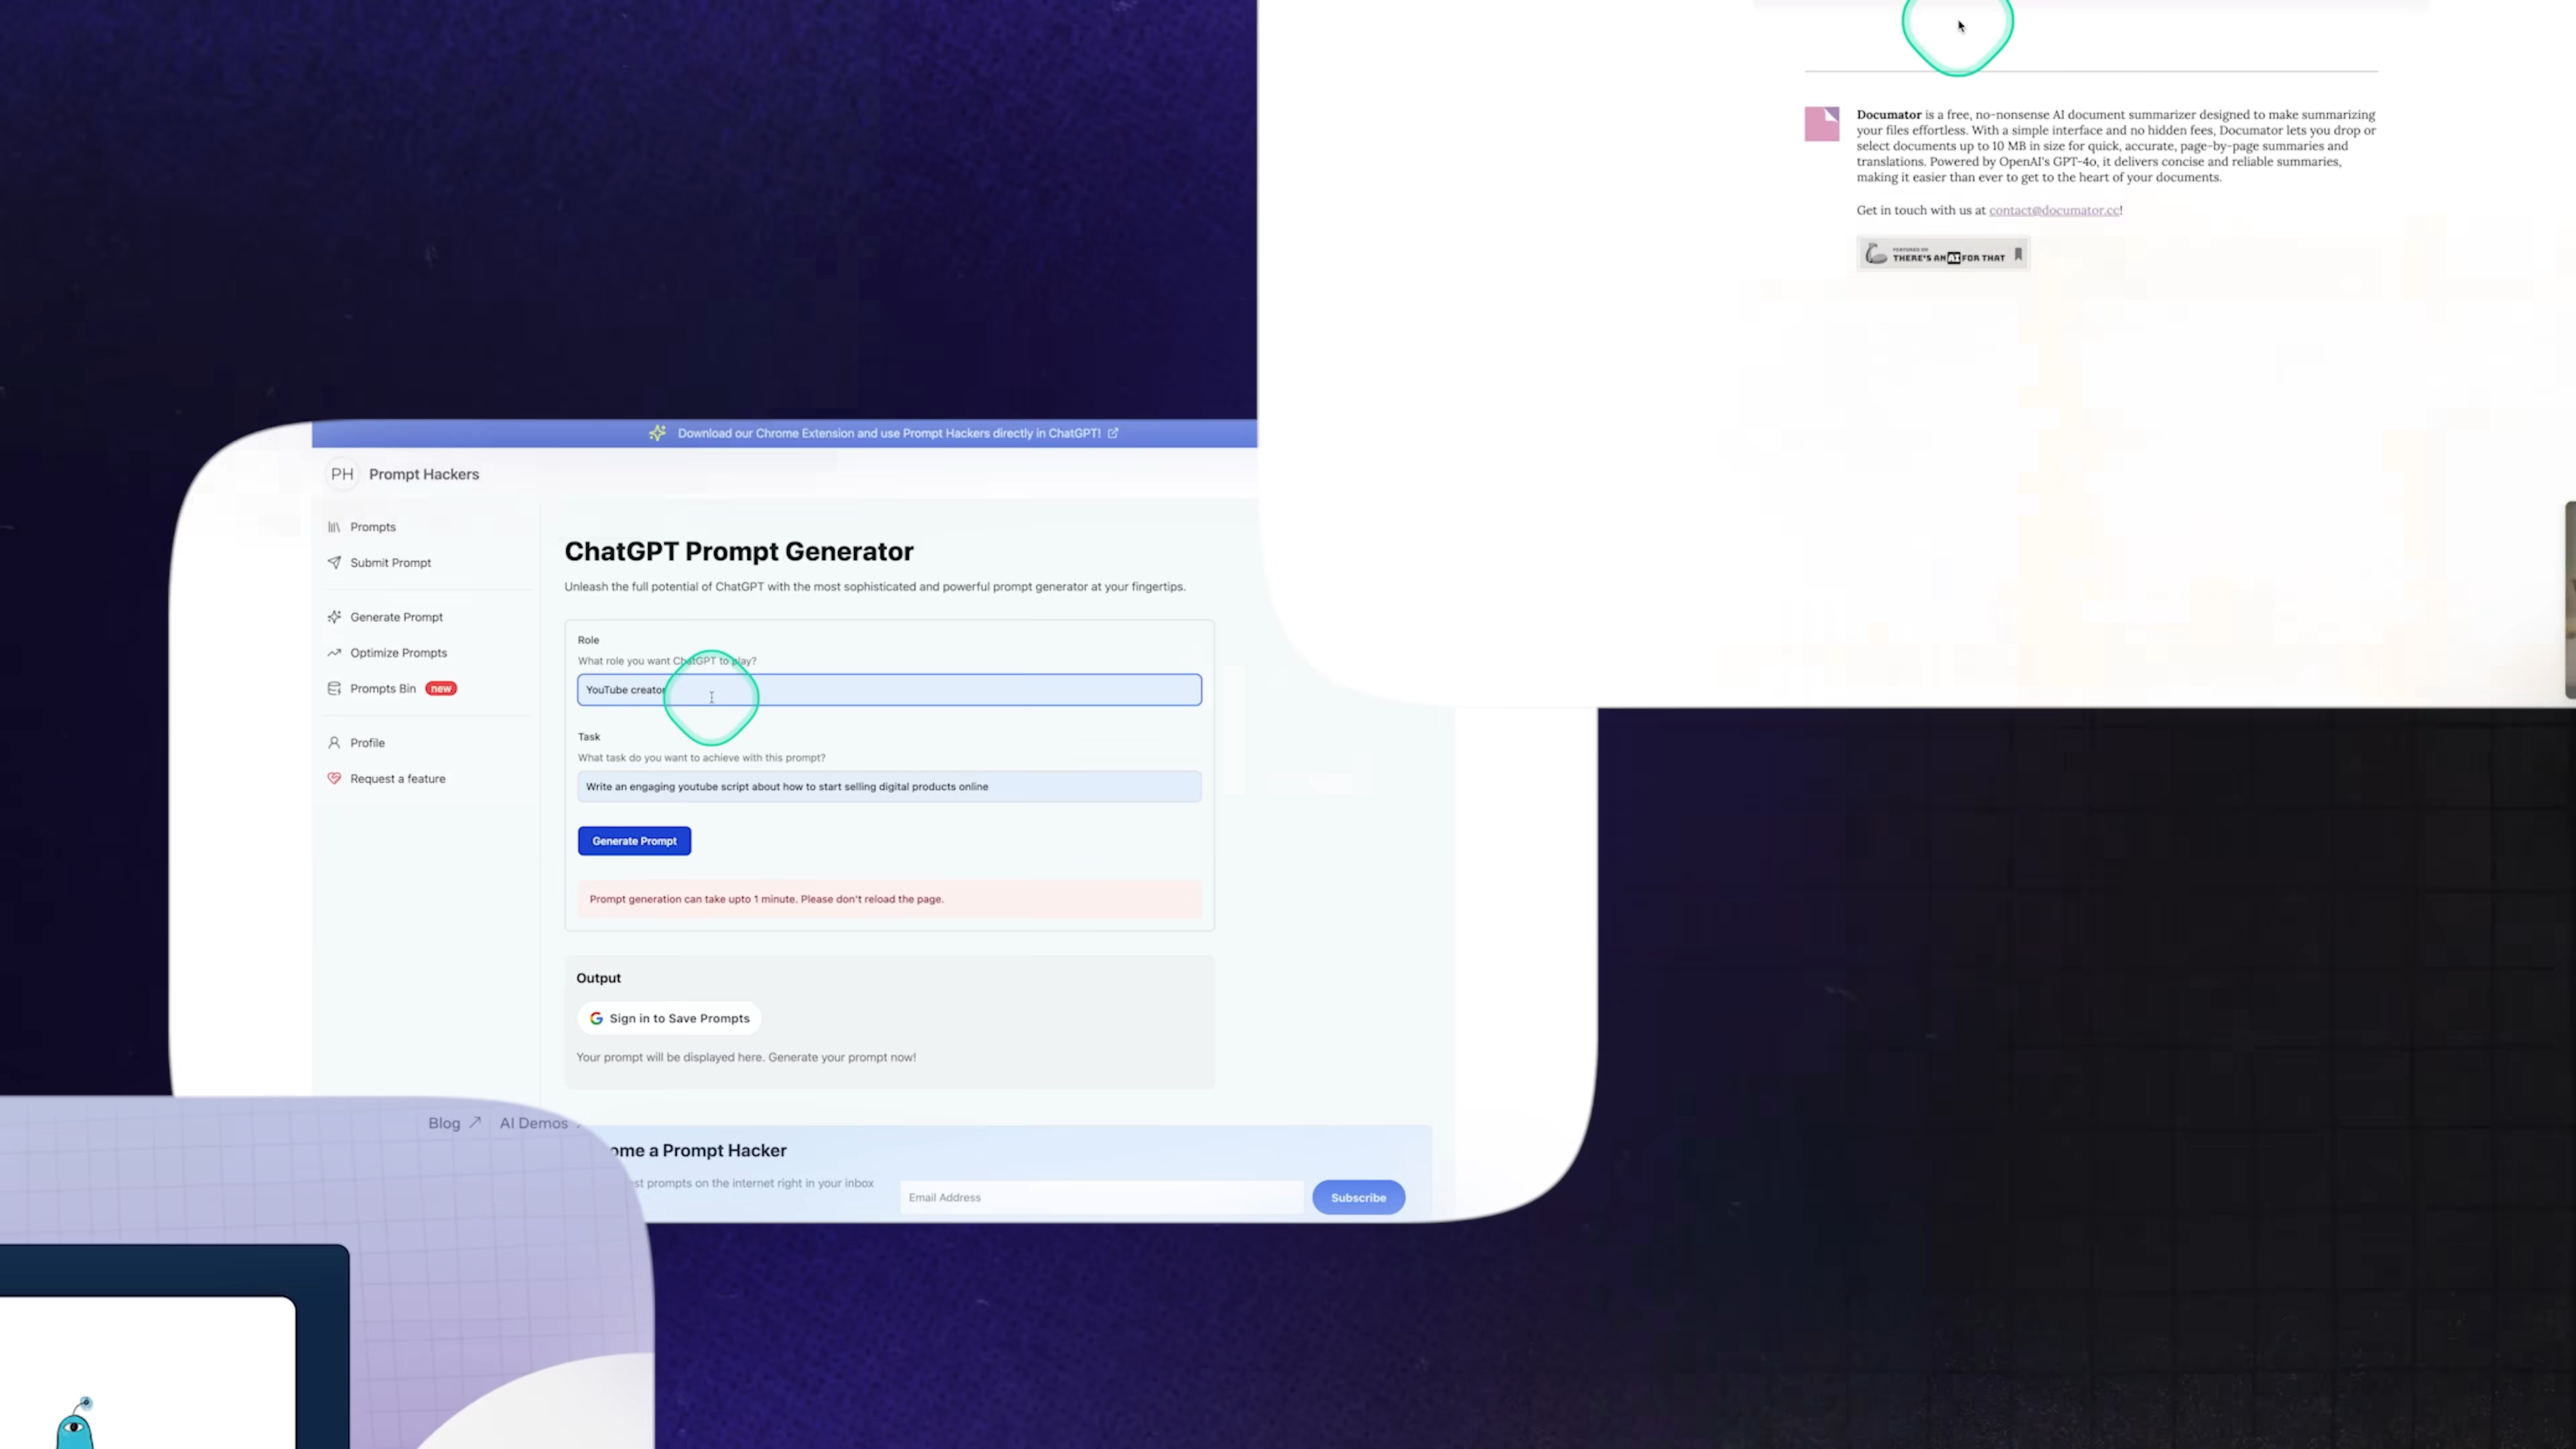 Documator is a free, no-nonsense AI document summarizer designed to make summarizing
your files effortless. With a simple interface and no hidden fees, Documator lets you drop or
select documents up to 10 MB in size for quick, accurate, page-by-page summaries and
translations. Powered by OpenAI's GPT-4o, it delivers concise and reliable summaries,
making it easier than ever to get to the heart of your documents.
Get in touch with us at contact@documator.cc!
FEATURED ON
THERE'S AN AI FOR THAT
Download our Chrome Extension and use Prompt Hackers directly in ChatGPT!
PH Prompt Hackers
Prompts
Submit Prompt
Generate Prompt
Optimize Prompts
Prompts Bin new
Profile
Request a feature
ChatGPT Prompt Generator
Unleash the full potential of ChatGPT with the most sophisticated and powerful prompt generator at your fingertips.
Role
What role you want ChatGPT to play?
YouTube creator
Task
What task do you want to achieve with this prompt?
Write an engaging youtube script about how to start selling digital products online
Generate Prompt
Prompt generation can take upto 1 minute. Please don't reload the page.
Output
Sign in to Save Prompts
Your prompt will be displayed here. Generate your prompt now!
Blog AI Demos
a Prompt Hacker
prompts on the internet right in your inbox
Email Address
Subscribe